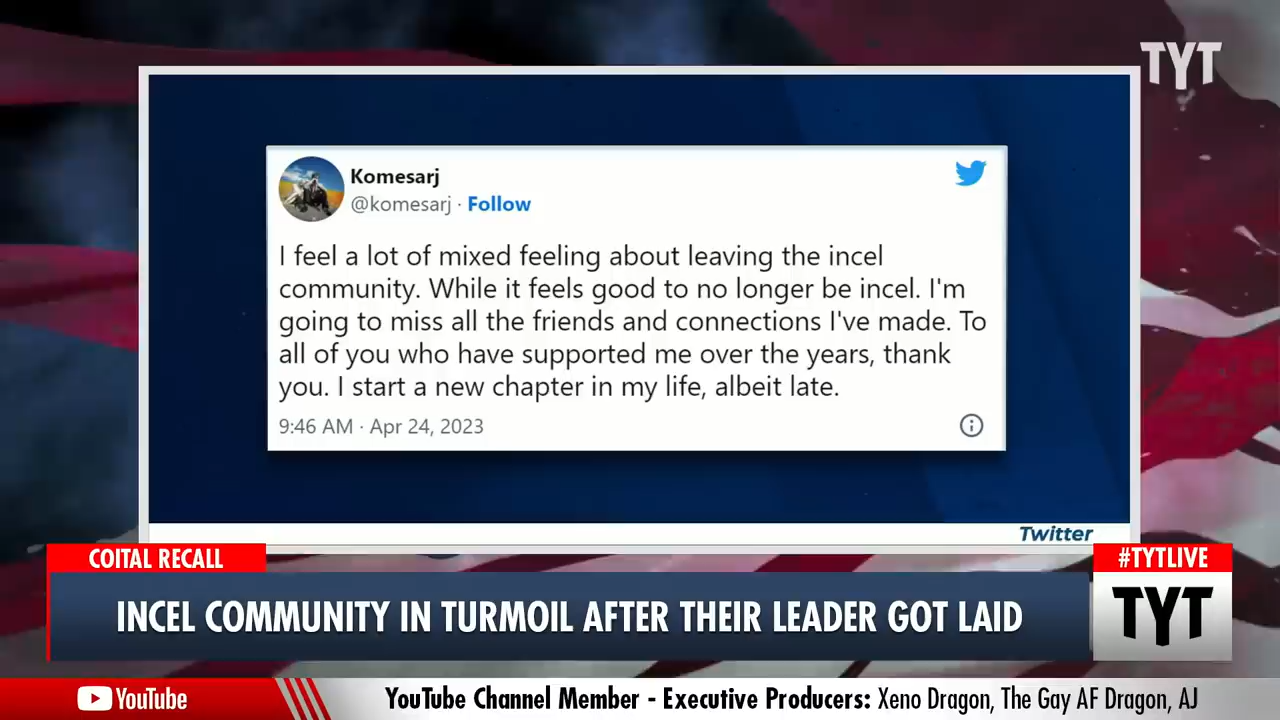 TYT
Komesarj
@komesarj · Follow
I feel a lot of mixed feeling about leaving the incel
community. While it feels good to no longer be incel. I'm
going to miss all the friends and connections I've made. To
all of you who have supported me over the years, thank
you. I start a new chapter in my life, albeit late.
9:46 AM · Apr 24, 2023
Twitter
COITAL RECALL
#TYTLIVE
INCEL COMMUNITY IN TURMOIL AFTER THEIR LEADER GOT LAID
TYT
YouTube
YouTube Channel Member - Executive Producers: Xeno Dragon, The Gay AF Dragon, AJ